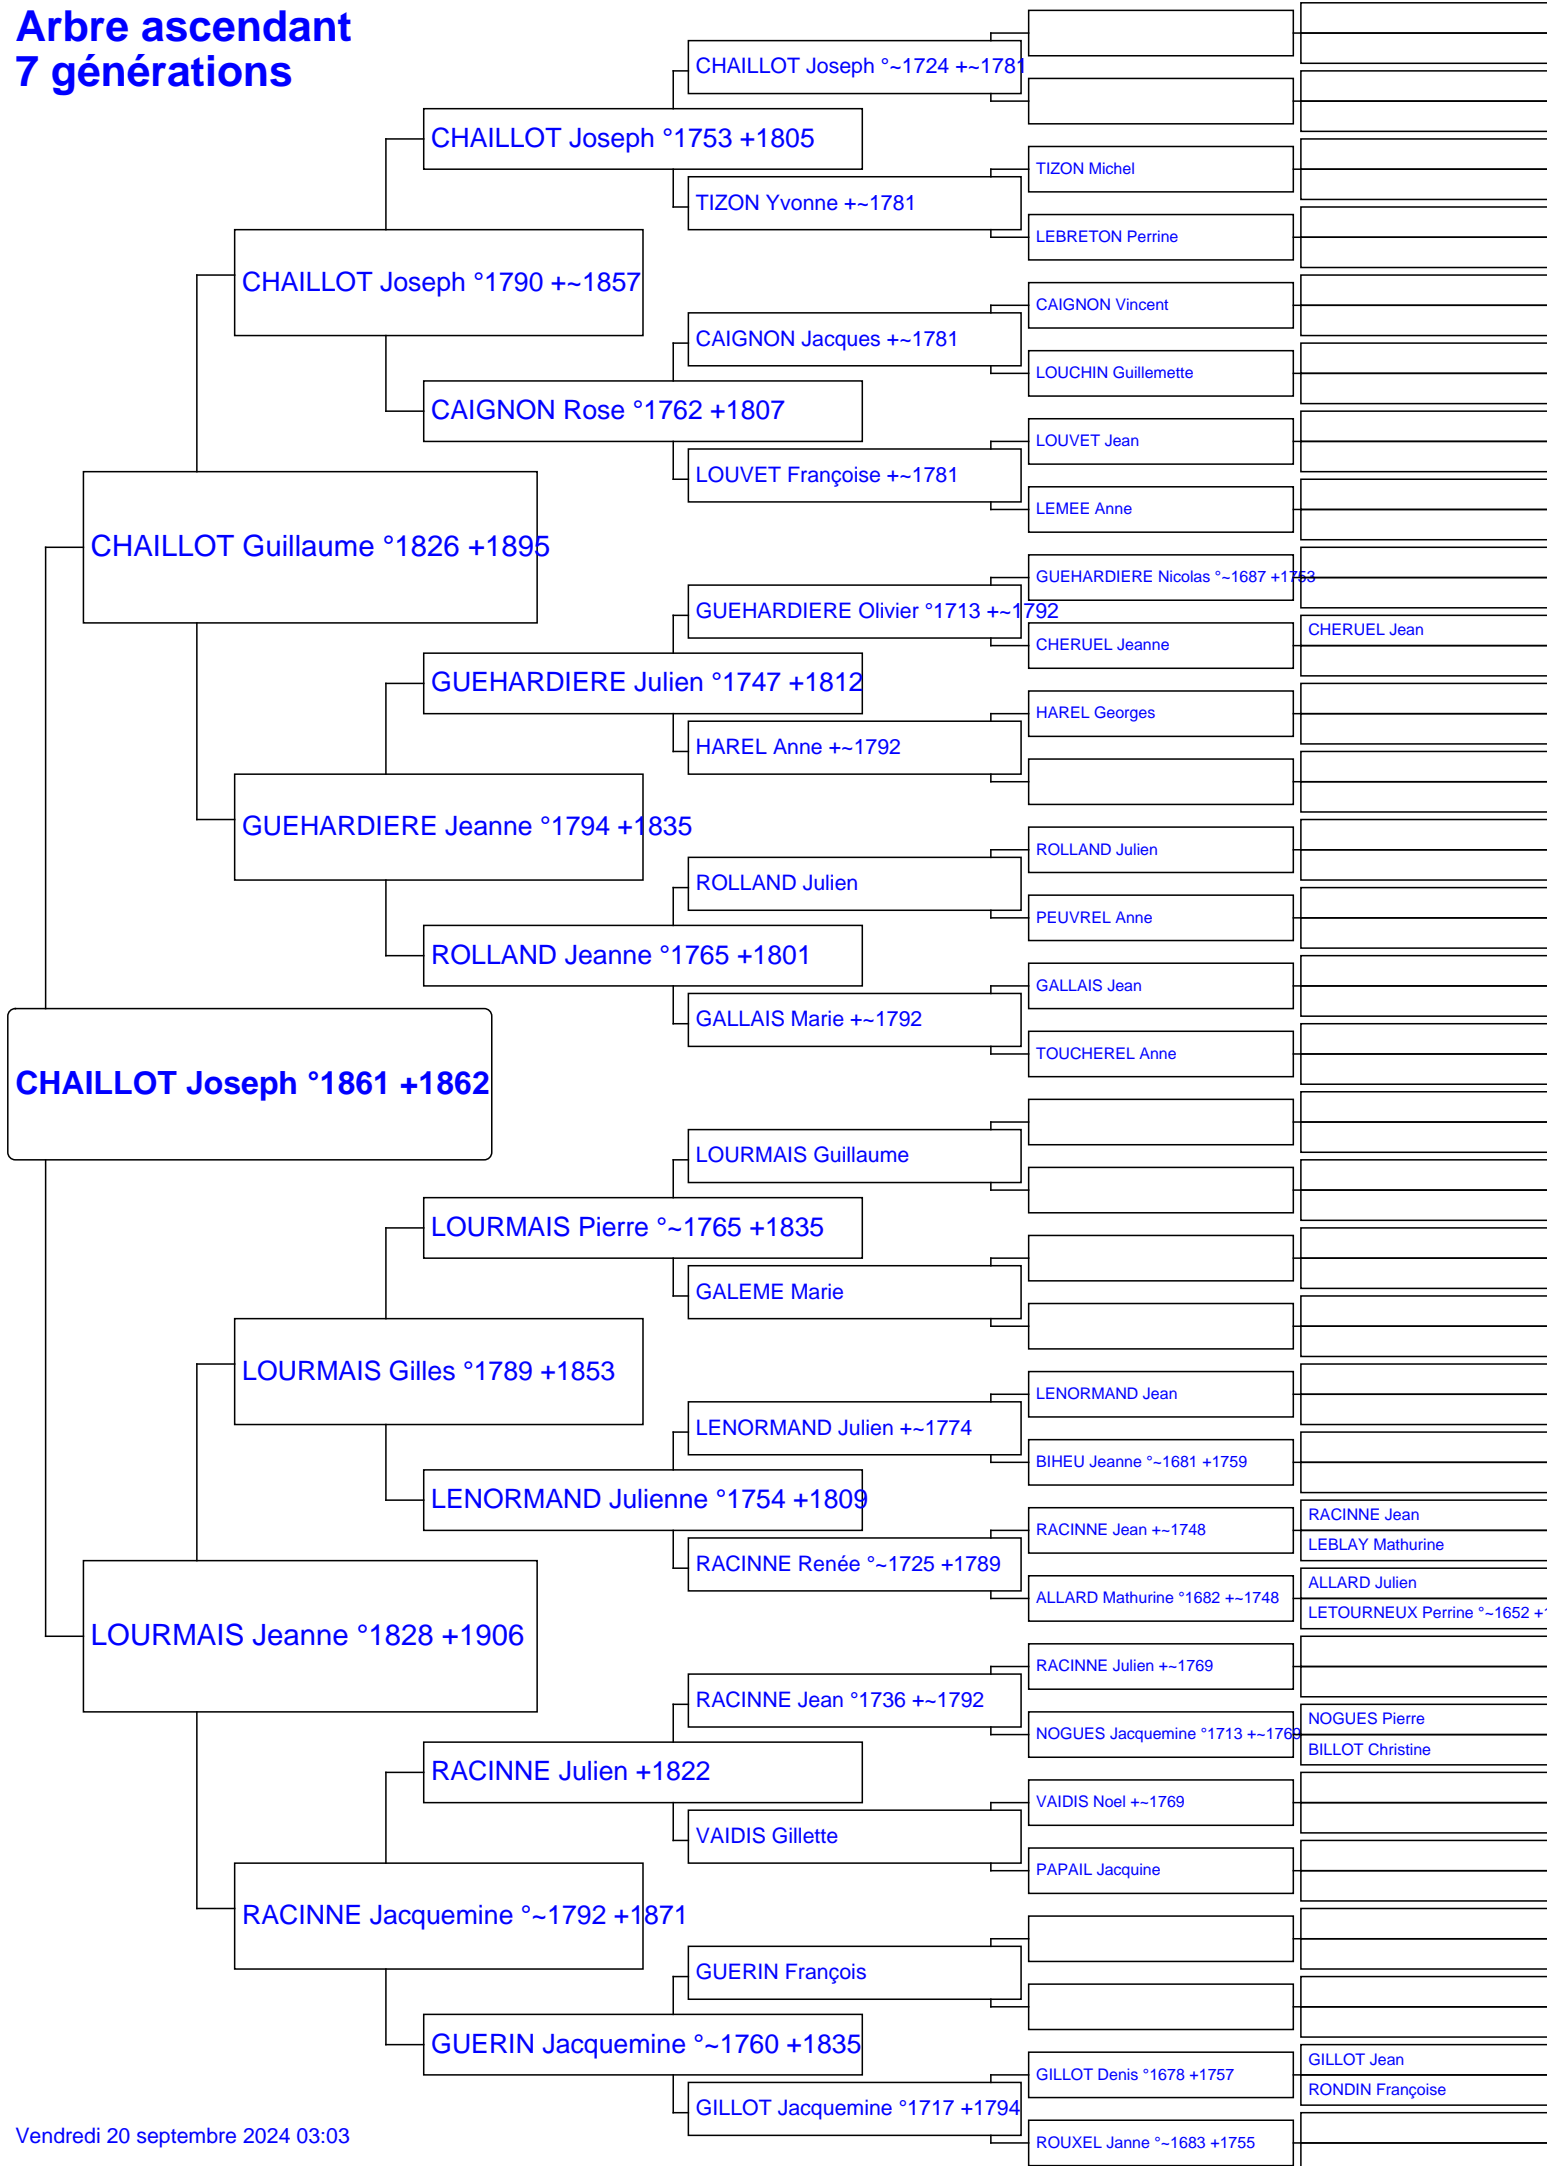 Arbre ascendant
7 générations
CHAILLOT Joseph °1861 +1862
CHAILLOT Guillaume °1826 +1895
LOURMAIS Jeanne °1828 +1906
CHAILLOT Joseph °1790 +~1857
GUEHARDIERE Jeanne °1794 +1835
LOURMAIS Gilles °1789 +1853
RACINNE Jacquemine °~1792 +1871
CHAILLOT Joseph °1753 +1805
CAIGNON Rose °1762 +1807
GUEHARDIERE Julien °1747 +1812
ROLLAND Jeanne °1765 +1801
LOURMAIS Pierre °~1765 +1835
LENORMAND Julienne °1754 +1809
RACINNE Julien +1822
GUERIN Jacquemine °~1760 +1835
CHAILLOT Joseph °~1724 +~1781
TIZON Yvonne +~1781
CAIGNON Jacques +~1781
LOUVET Françoise +~1781
GUEHARDIERE Olivier °1713 +~1792
HAREL Anne +~1792
ROLLAND Julien
GALLAIS Marie +~1792
LOURMAIS Guillaume
GALEME Marie
LENORMAND Julien +~1774
RACINNE Renée °~1725 +1789
RACINNE Jean °1736 +~1792
VAIDIS Gillette
GUERIN François
GILLOT Jacquemine °1717 +1794
TIZON Michel
LEBRETON Perrine
CAIGNON Vincent
LOUCHIN Guillemette
LOUVET Jean
LEMEE Anne
GUEHARDIERE Nicolas °~1687 +1753
CHERUEL Jeanne
HAREL Georges
ROLLAND Julien
PEUVREL Anne
GALLAIS Jean
TOUCHEREL Anne
LENORMAND Jean
BIHEU Jeanne °~1681 +1759
RACINNE Jean +~1748
ALLARD Mathurine °1682 +~1748
RACINNE Julien +~1769
NOGUES Jacquemine °1713 +~1769
VAIDIS Noel +~1769
PAPAIL Jacquine
GILLOT Denis °1678 +1757
ROUXEL Janne °~1683 +1755
CHERUEL Jean
RACINNE Jean
LEBLAY Mathurine
ALLARD Julien
LETOURNEUX Perrine °~1652
NOGUES Pierre
BILLOT Christine
GILLOT Jean
RONDIN Françoise
Vendredi 20 septembre 2024 03:03